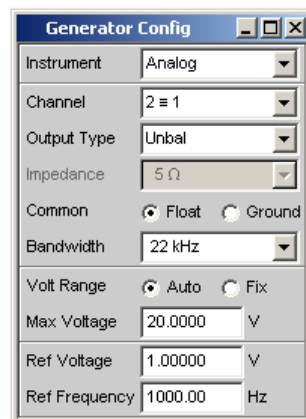 Generator Config
Instrument Analog
Channel 2 ≡ 1
Output Type Unbal
Impedance 5 Ω
Common Float Ground
Bandwidth 22 kHz
Volt Range Auto Fix
Max Voltage 20.0000 V
Ref Voltage 1.00000 V
Ref Frequency 1000.00 Hz